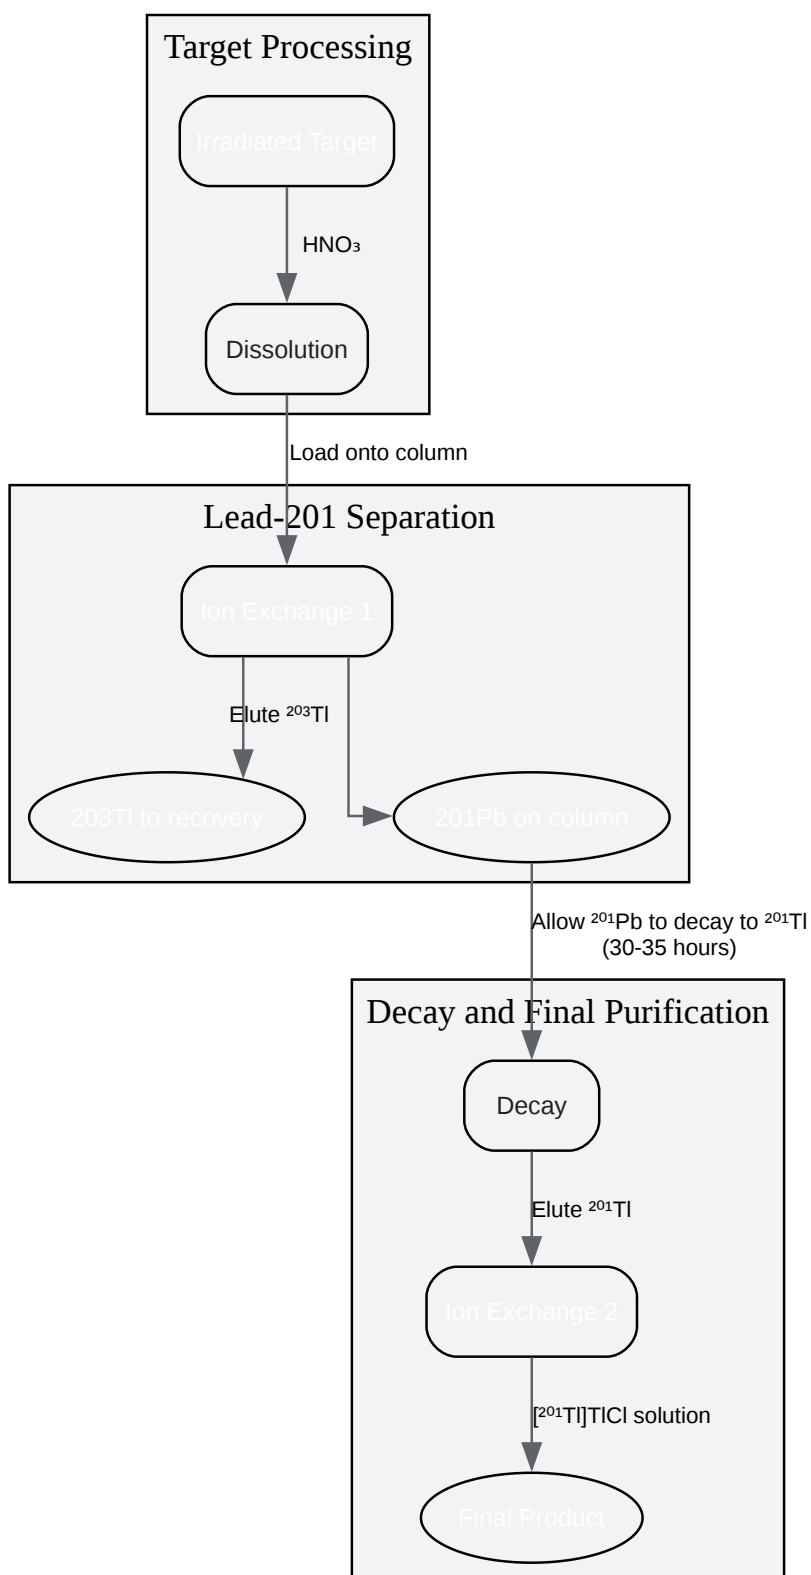 Target Processing
Irradiated Target
HNO₃
Dissolution
Load onto column
Lead-201 Separation
Ion Exchange 1
Elute ²⁰³Tl
203Tl to recovery
201Pb on column
Allow ²⁰¹Pb to decay to ²⁰¹Tl
(30-35 hours)
Decay and Final Purification
Decay
Elute ²⁰¹Tl
Ion Exchange 2
[²⁰¹Tl]TlCl solution
Final Product